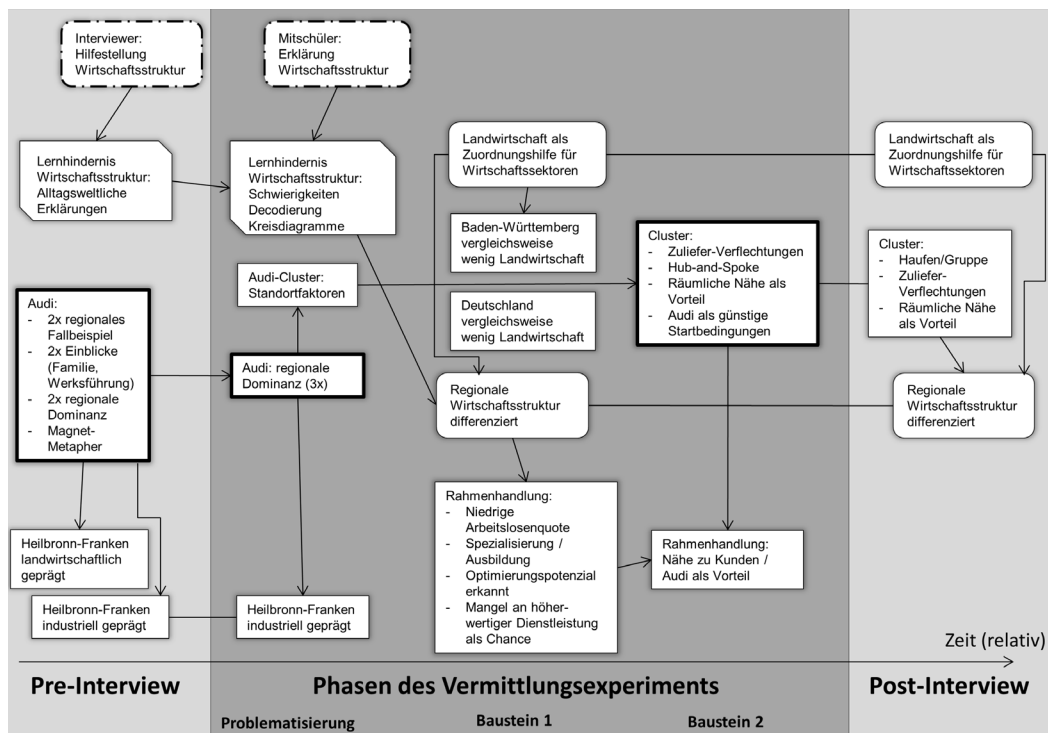 Interviewer:
Hilfestellung
Wirtschaftsstruktur
Mitschüler:
Erklärung
Wirtschaftsstruktur
Lernhindernis
Wirtschaftsstruktur:
Alltagsweltliche
Erklärungen
Lernhindernis
Wirtschaftsstruktur:
Schwierigkeiten
Decodierung
Kreisdiagramme
Landwirtschaft als
Zuordnungshilfe für
Wirtschaftssektoren
Landwirtschaft als
Zuordnungshilfe für
Wirtschaftssektoren
Baden-Württemberg
vergleichsweise
wenig Landwirtschaft
Cluster:
- Zuliefer-Verflechtungen
- Hub-and-Spoke
- Räumliche Nähe als
Vorteil
- Audi als günstige
Startbedingungen
Cluster:
- Haufen/Gruppe
- Zuliefer-
Verflechtungen
- Räumliche Nähe
als Vorteil
Audi-Cluster:
Standortfaktoren
Audi:
- 2x regionales
Fallbeispiel
- 2x Einblicke
(Familie,
Werksführung)
- 2x regionale
Dominanz
- Magnet-
Metapher
Deutschland
vergleichsweise
wenig Landwirtschaft
Audi: regionale
Dominanz (3x)
Regionale
Wirtschaftsstruktur
differenziert
Regionale
Wirtschaftsstruktur
differenziert
Rahmenhandlung:
- Niedrige
Arbeitslosenquote
- Spezialisierung /
Ausbildung
- Optimierungspotenzial
erkannt
- Mangel an höher-
wertiger Dienstleistung
als Chance
Rahmenhandlung:
Nähe zu Kunden /
Audi als Vorteil
Heilbronn-Franken
landwirtschaftlich
geprägt
Heilbronn-Franken
industriell geprägt
Heilbronn-Franken
industriell geprägt
Zeit (relativ)
Pre-Interview
Phasen des Vermittlungsexperiments
Post-Interview
Problematisierung
Baustein 1
Baustein 2